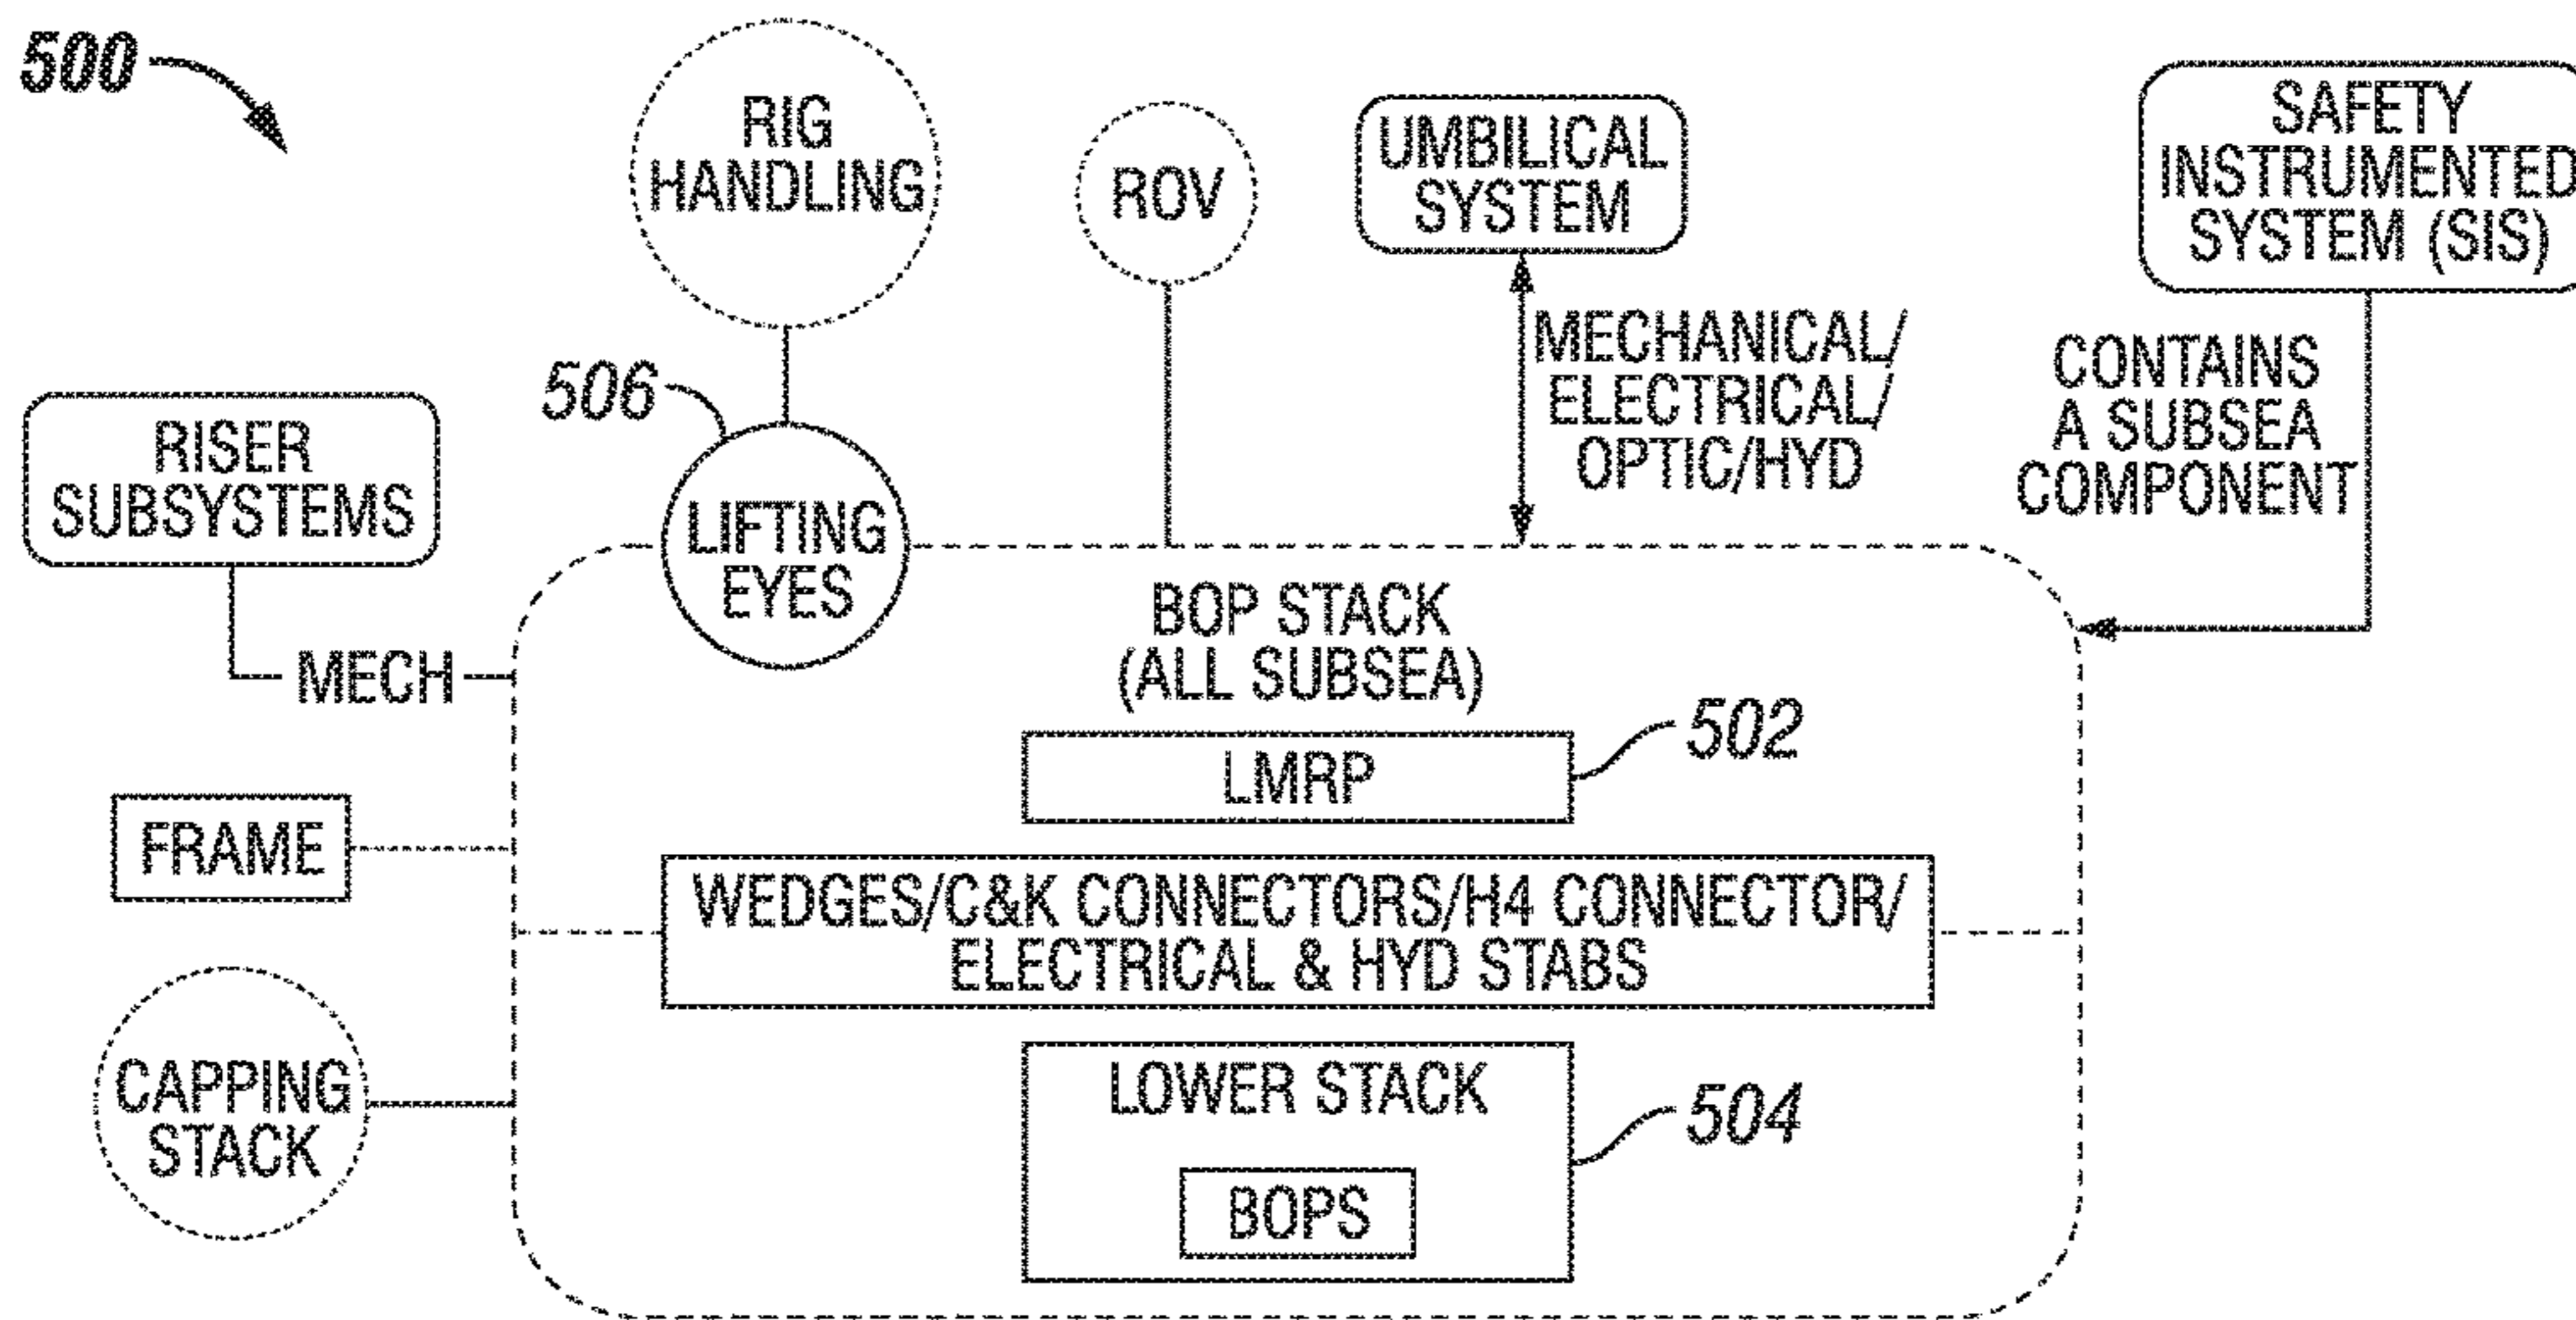 500
RIG
HANDLING
ROV
UMBILICAL
SYSTEM
SAFETY
INSTRUMENTED
SYSTEM (SIS)
MECHANICAL/
ELECTRICAL/
OPTIC/HYD
CONTAINS
A SUBSEA
COMPONENT
506
RISER
SUBSYSTEMS
LIFTING
EYES
MECH
BOP STACK
(ALL SUBSEA)
502
LMRP
FRAME
WEDGES/C&K CONNECTORS/H4 CONNECTOR/
ELECTRICAL & HYD STABS
CAPPING
STACK
LOWER STACK
504
BOPS